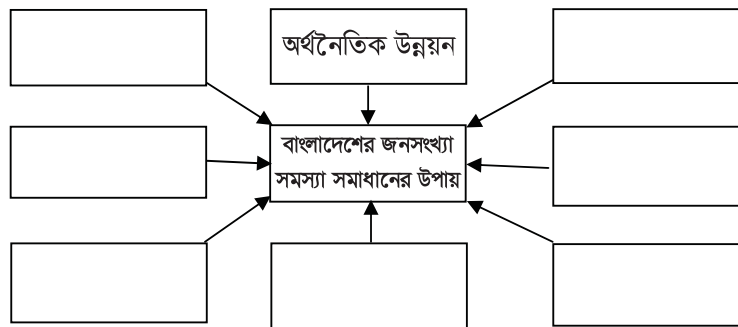 অর্থনৈতিক উন্নয়ন
বাংলাদেশের জনসংখ্যা
সমস্যা সমাধানের উপায়